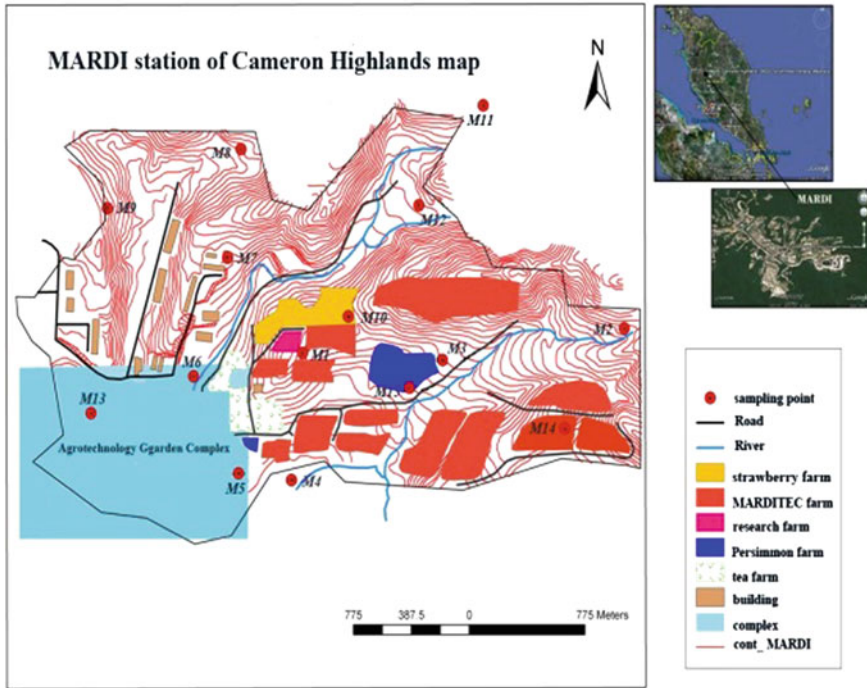 MARDI station of Cameron Highlands map
N
M11
M8
M9
M12
M7
M10
M2
M1
M3
M6
M15
M13
M14
Agrotechnology Ggarden Complex
M5
M4
775 387.5 0 775 Meters
MARDI
sampling point
Road
River
strawberry farm
MARDITEC farm
research farm
Persimmon farm
tea farm
building
complex
cont_ MARDI